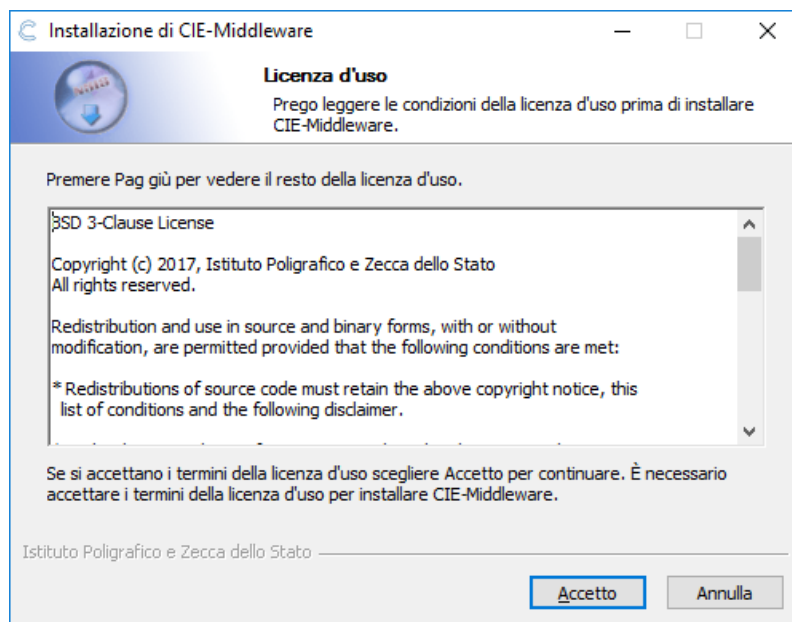 Installazione di CIE-Middleware
Licenza d'uso
Prego leggere le condizioni della licenza d'uso prima di installare
CIE-Middleware.
Premere Pag giù per vedere il resto della licenza d'uso.
BSD 3-Clause License
Copyright (c) 2017, Istituto Poligrafico e Zecca dello Stato
All rights reserved.
Redistribution and use in source and binary forms, with or without
modification, are permitted provided that the following conditions are met:
* Redistributions of source code must retain the above copyright notice, this
list of conditions and the following disclaimer.
Se si accettano i termini della licenza d'uso scegliere Accetto per continuare. È necessario
accettare i termini della licenza d'uso per installare CIE-Middleware.
Istituto Poligrafico e Zecca dello Stato
Accetto
Annulla